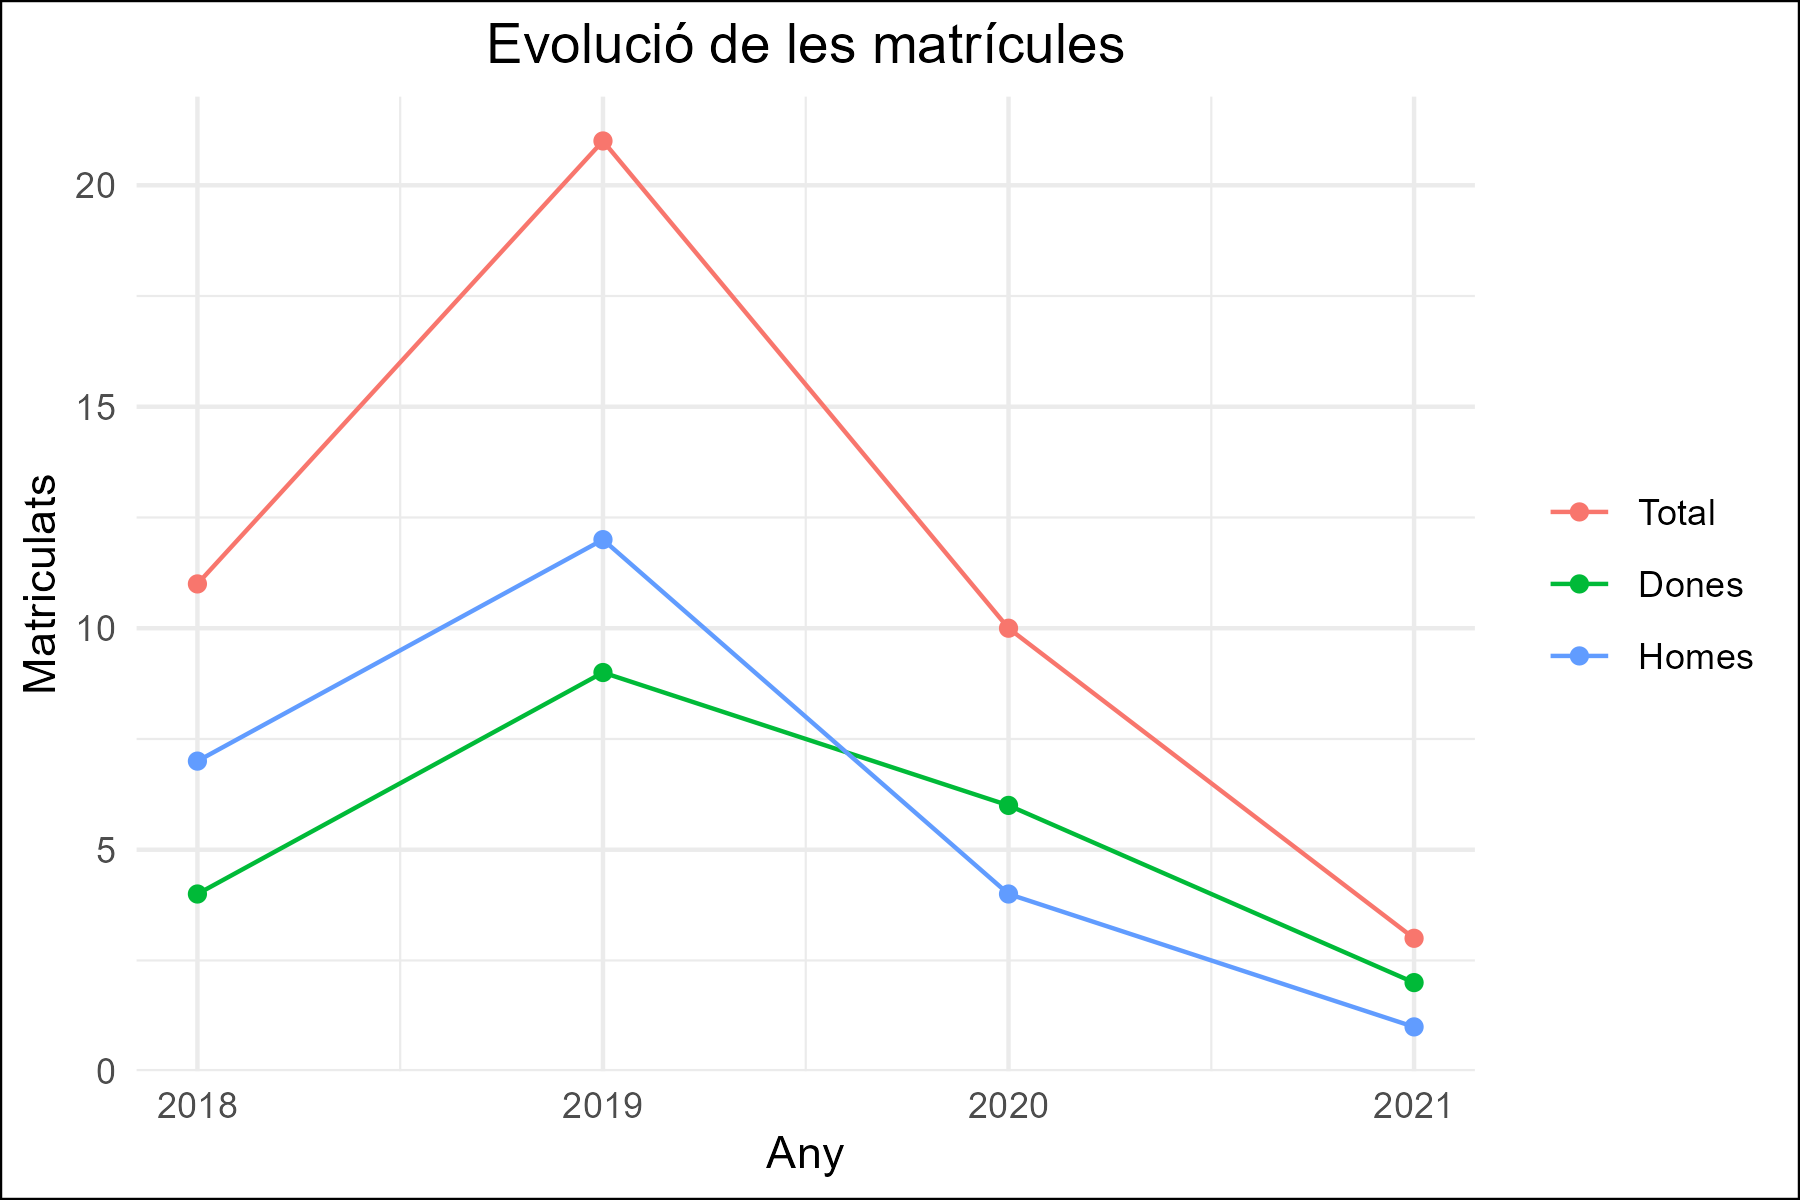 Evolució de les matrícules
Matriculats
20
15
10
5
0
2018 2019 2020 2021
Any
Total
Dones
Homes